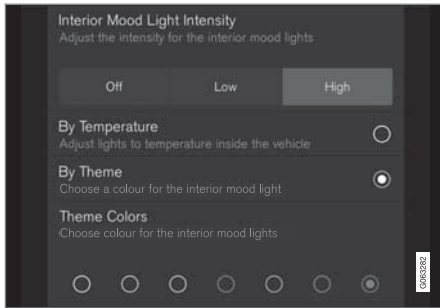 Interior Mood Light Intensity
Adjust the intensity for the interior mood lights
Off Low High
By Temperature
Adjust lights to temperature inside the vehicle
By Theme
Choose a colour for the interior mood light
Theme Colors
Choose colour for the interior mood lights
G063282